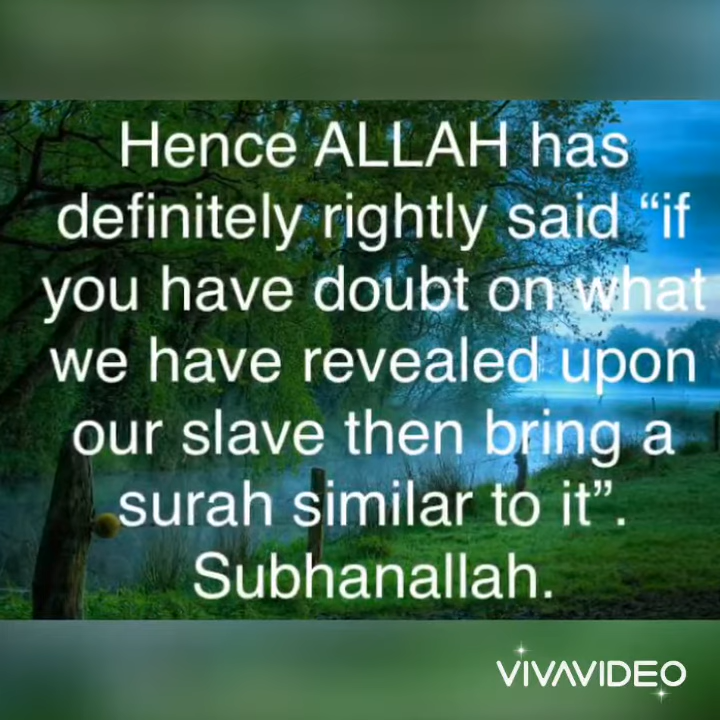 Hence ALLAH has
definitely rightly said “if
you have doubt on what
we have revealed upon
our slave then bring a
surah similar to it”.
Subhanallah.
VIVAVIDEO